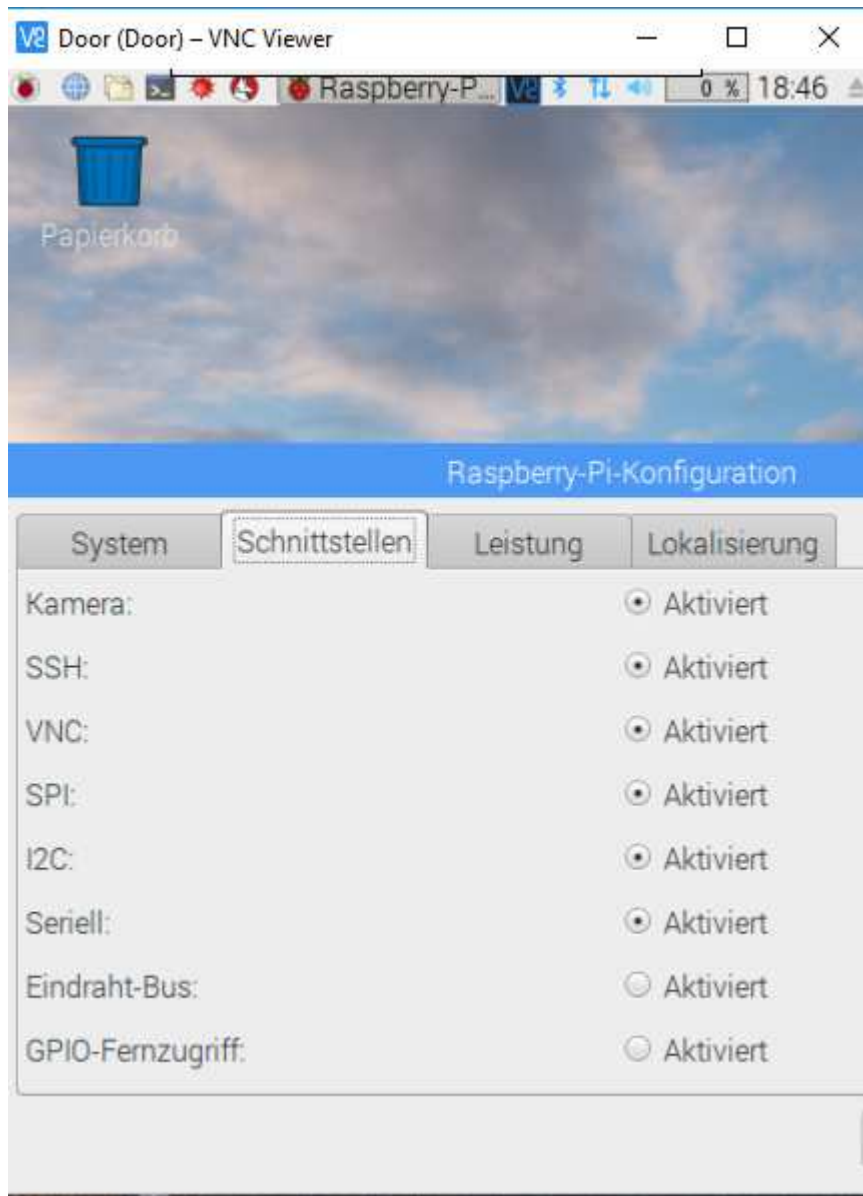 Door (Door) – VNC Viewer
Raspberry-P... 0 % 18:46
Papierkorb
Raspberry-Pi-Konfiguration
System Schnittstellen Leistung Lokalisierung
Kamera: Aktiviert
SSH: Aktiviert
VNC: Aktiviert
SPI: Aktiviert
I2C: Aktiviert
Seriell: Aktiviert
Eindraht-Bus: Aktiviert
GPIO-Fernzugriff: Aktiviert